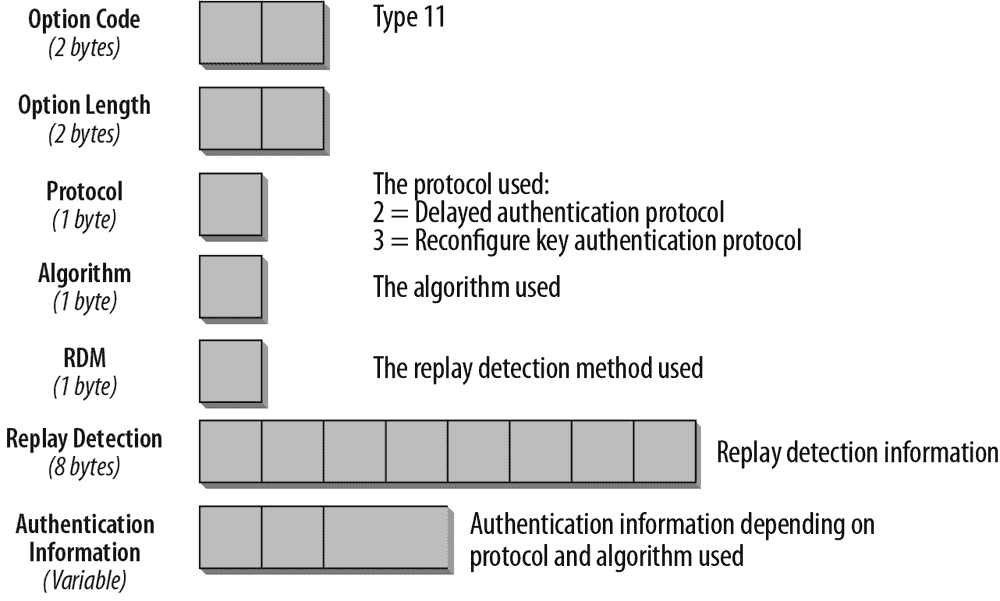 Option Code
(2 bytes)
Type 11
Option Length
(2 bytes)
Protocol
(1 byte)
The protocol used:
2 = Delayed authentication protocol
3 = Reconfigure key authentication protocol
Algorithm
(1 byte)
The algorithm used
RDM
(1 byte)
The replay detection method used
Replay Detection
(8 bytes)
Replay detection information
Authentication
Information
(Variable)
Authentication information depending on
protocol and algorithm used